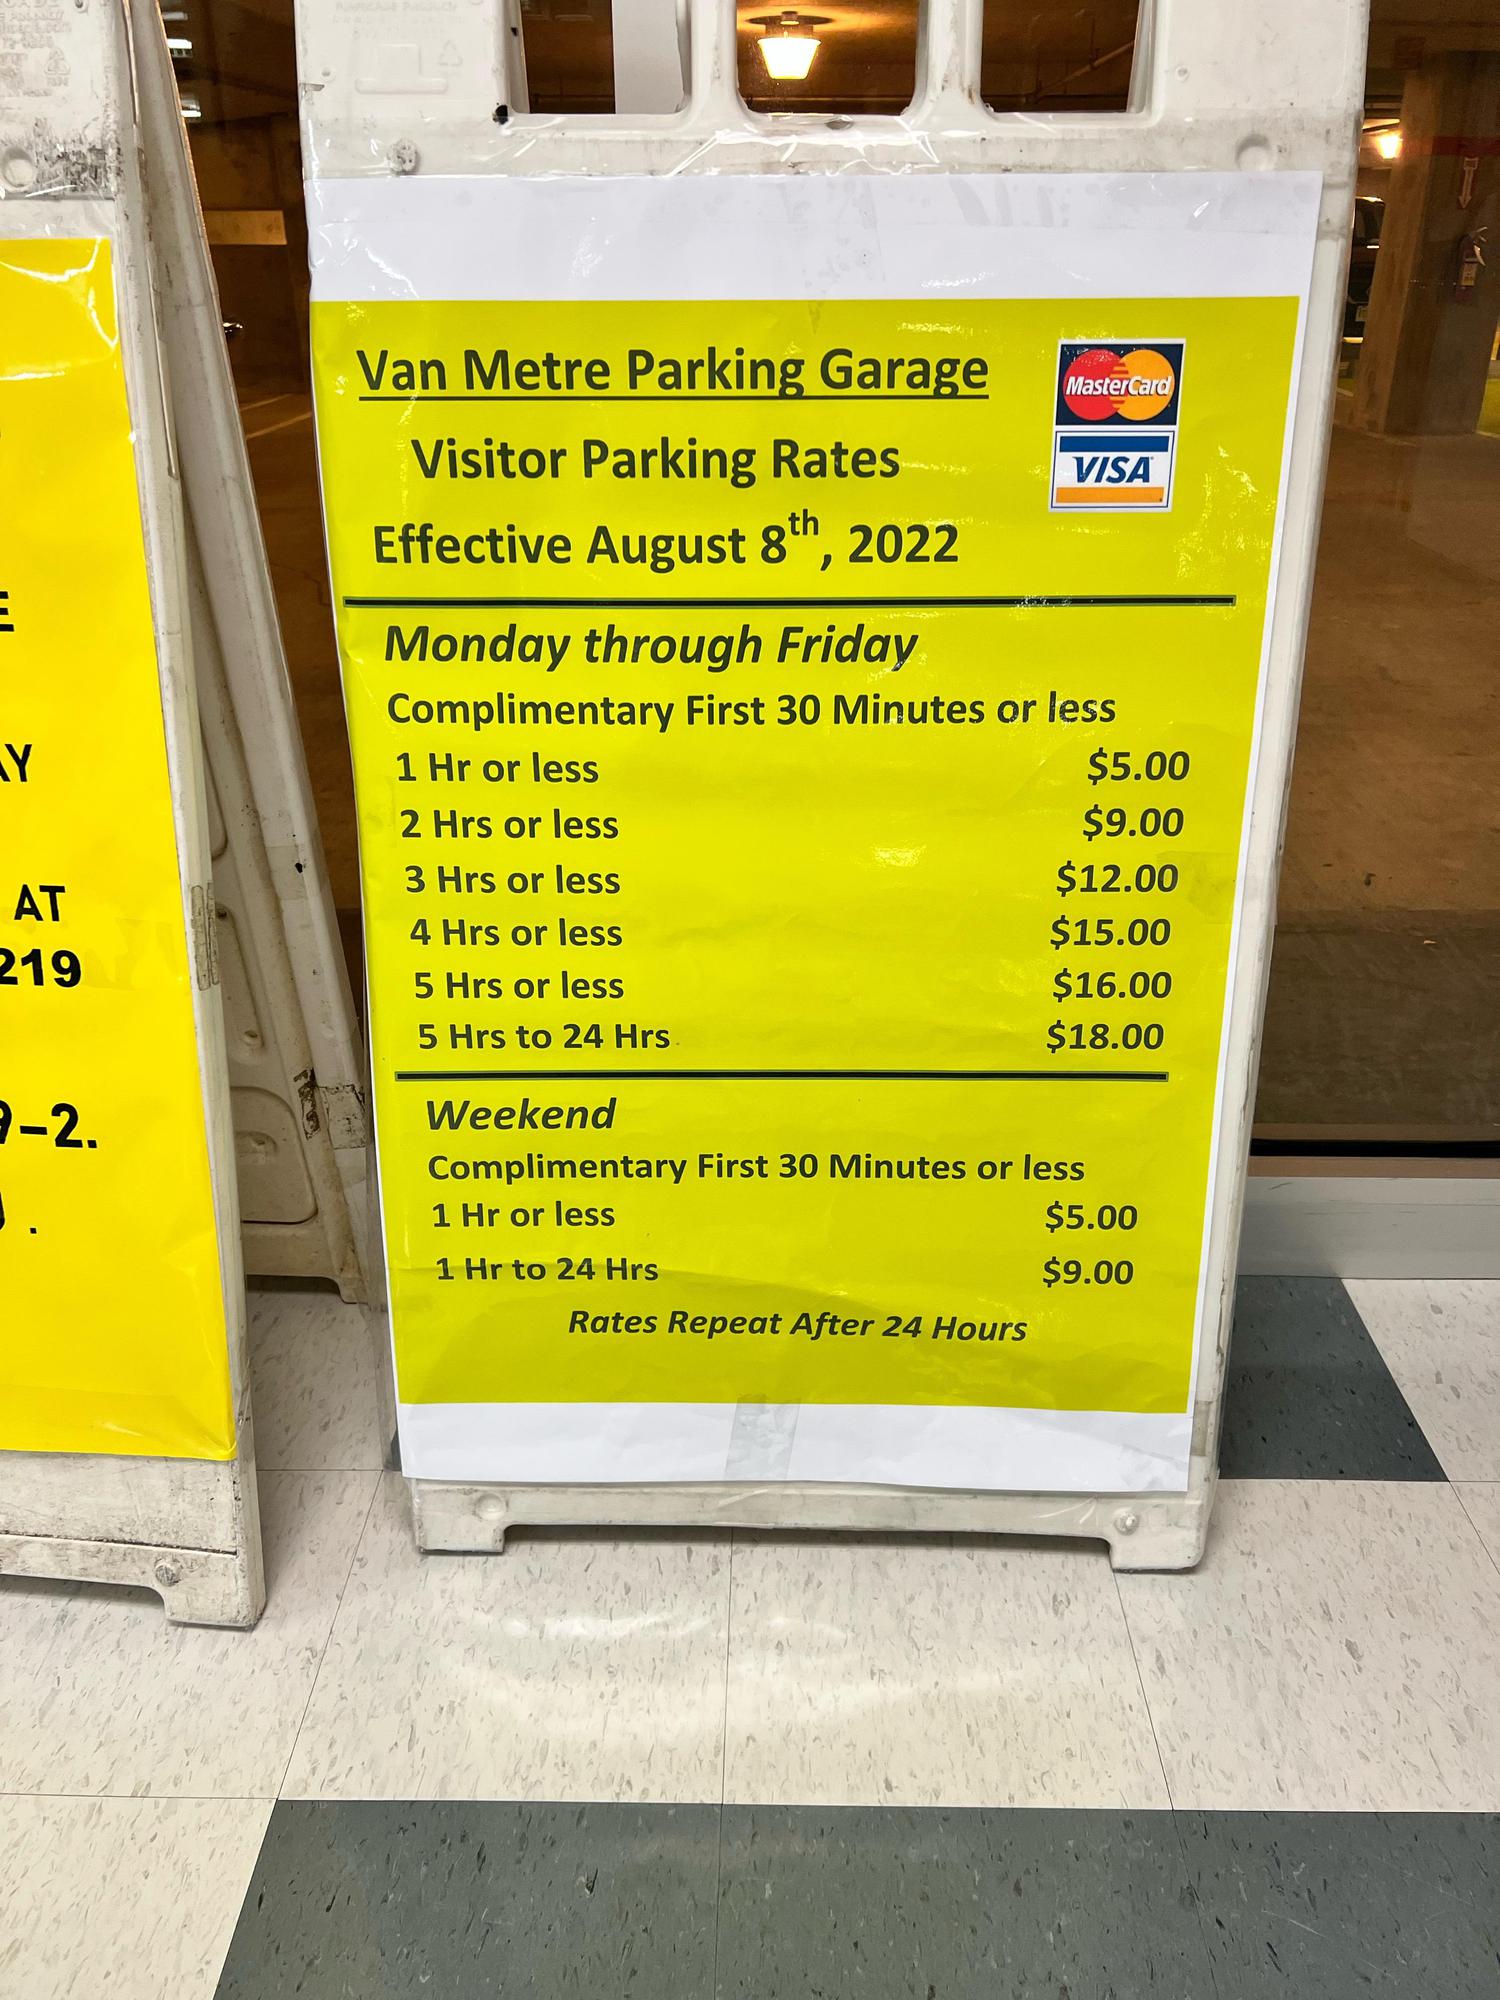 Van Metre Parking Garage
MasterCard
VISA
Visitor Parking Rates
Effective August 8th, 2022
Monday through Friday
Complimentary First 30 Minutes or less
1 Hr or less $5.00
2 Hrs or less $9.00
3 Hrs or less $12.00
4 Hrs or less $15.00
5 Hrs or less $16.00
5 Hrs to 24 Hrs $18.00
Weekend
Complimentary First 30 Minutes or less
1 Hr or less $5.00
1 Hr to 24 Hrs $9.00
Rates Repeat After 24 Hours
E
AY
AT
219
9-2.